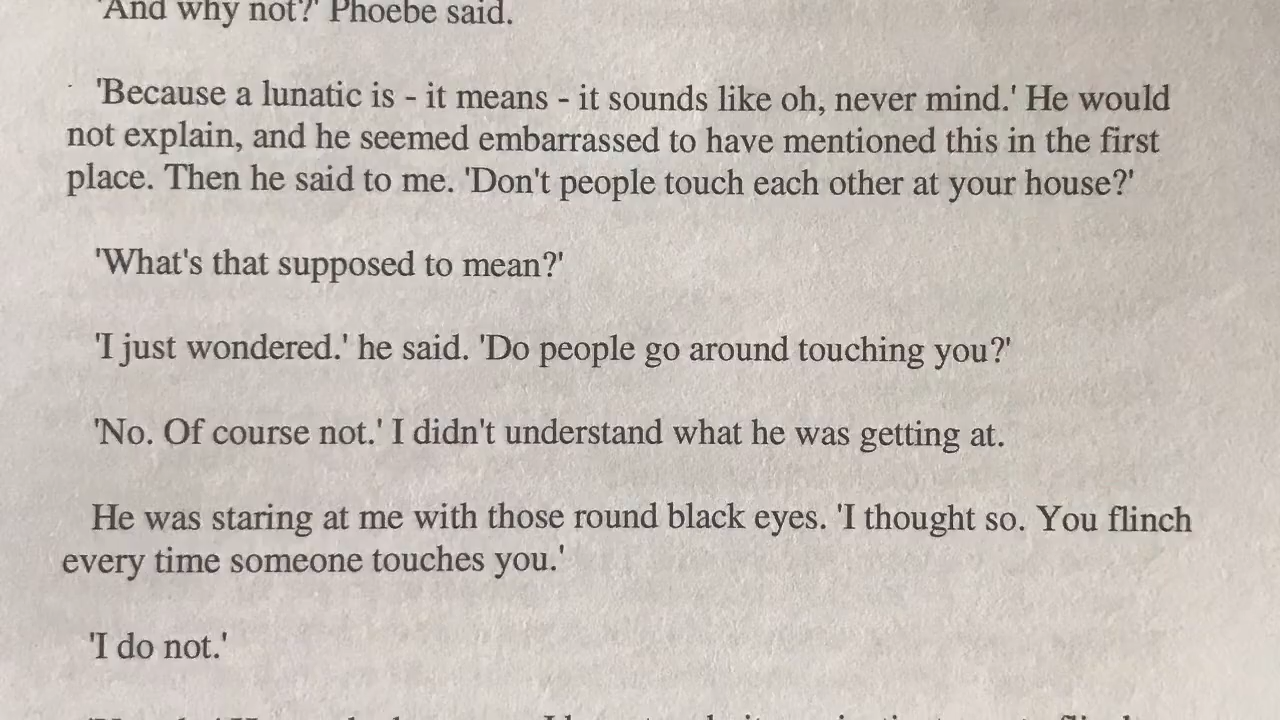 'And why not?' Phoebe said.
'Because a lunatic is - it means - it sounds like oh, never mind.' He would
not explain, and he seemed embarrassed to have mentioned this in the first
place. Then he said to me. 'Don't people touch each other at your house?'
'What's that supposed to mean?'
'I just wondered.' he said. 'Do people go around touching you?'
'No. Of course not.' I didn't understand what he was getting at.
He was staring at me with those round black eyes. 'I thought so. You flinch
every time someone touches you.'
'I do not.'